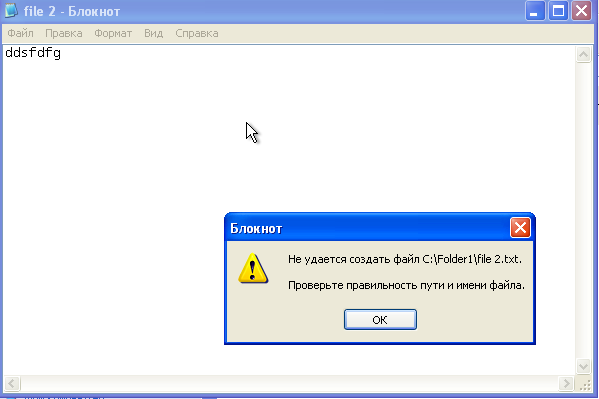 file 2 - Блокнот
Файл Правка Формат Вид Справка
ddsfdfg
Блокнот
Не удается создать файл C:\Folder1\file 2.txt.
Проверьте правильность пути и имени файла.
ОК